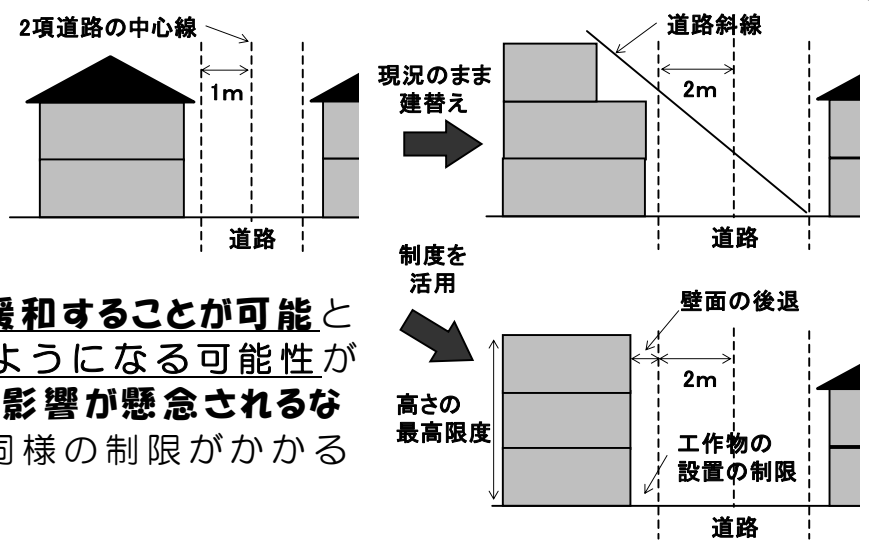 2項道路の中心線
1m
道路
現況のまま
建替え
道路斜線
2m
道路
制度を
活用
壁面の後退
2m
高さの
最高限度
工作物の
設置の制限
道路
緩和することが可能と
ようになる可能性が
影響が懸念されるな
同様の制限がかかる